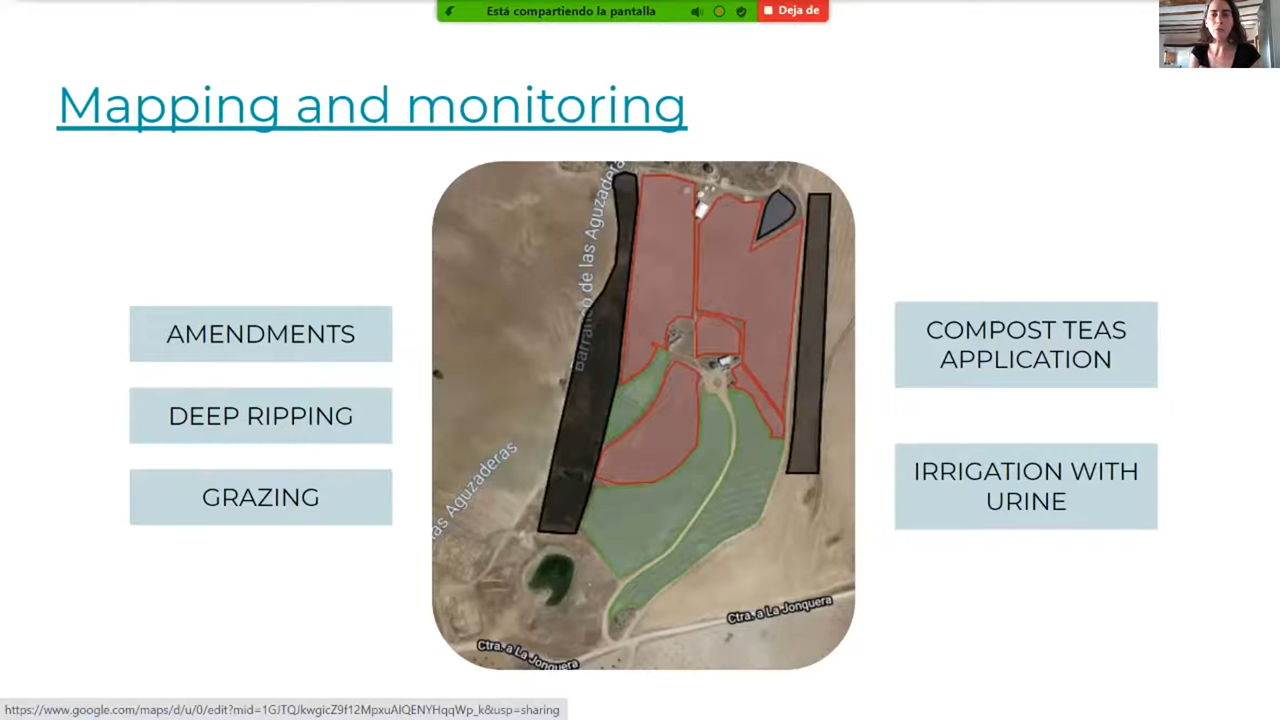 Está compartiendo la pantalla
Deja de
Mapping and monitoring
Barranco de las Aguzaderas
las Aguzaderas
AMENDMENTS
DEEP RIPPING
GRAZING
COMPOST TEAS
APPLICATION
IRRIGATION WITH
URINE
Ctra. a La Jonquera
Ctra. a La Jonquera
https://www.google.com/maps/d/u/0/edit?mid=1GJTQJkwgicZ9f12MpxuAIQENYHqqWp_k&usp=sharing